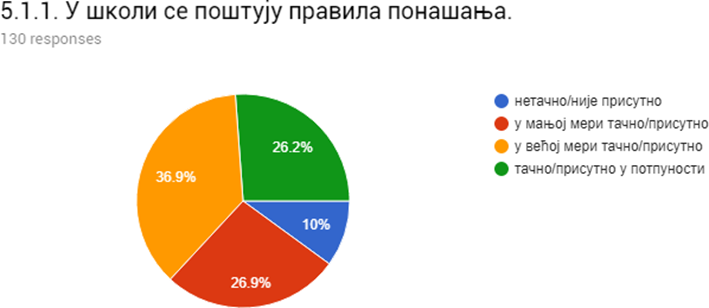 5.1.1. У школи се поштују правила понашања.
130 responses
нетачно/није присутно
у мањој мери тачно/присутно
у већој мери тачно/присутно
тачно/присутно у потпуности
26.2%
36.9%
10%
26.9%